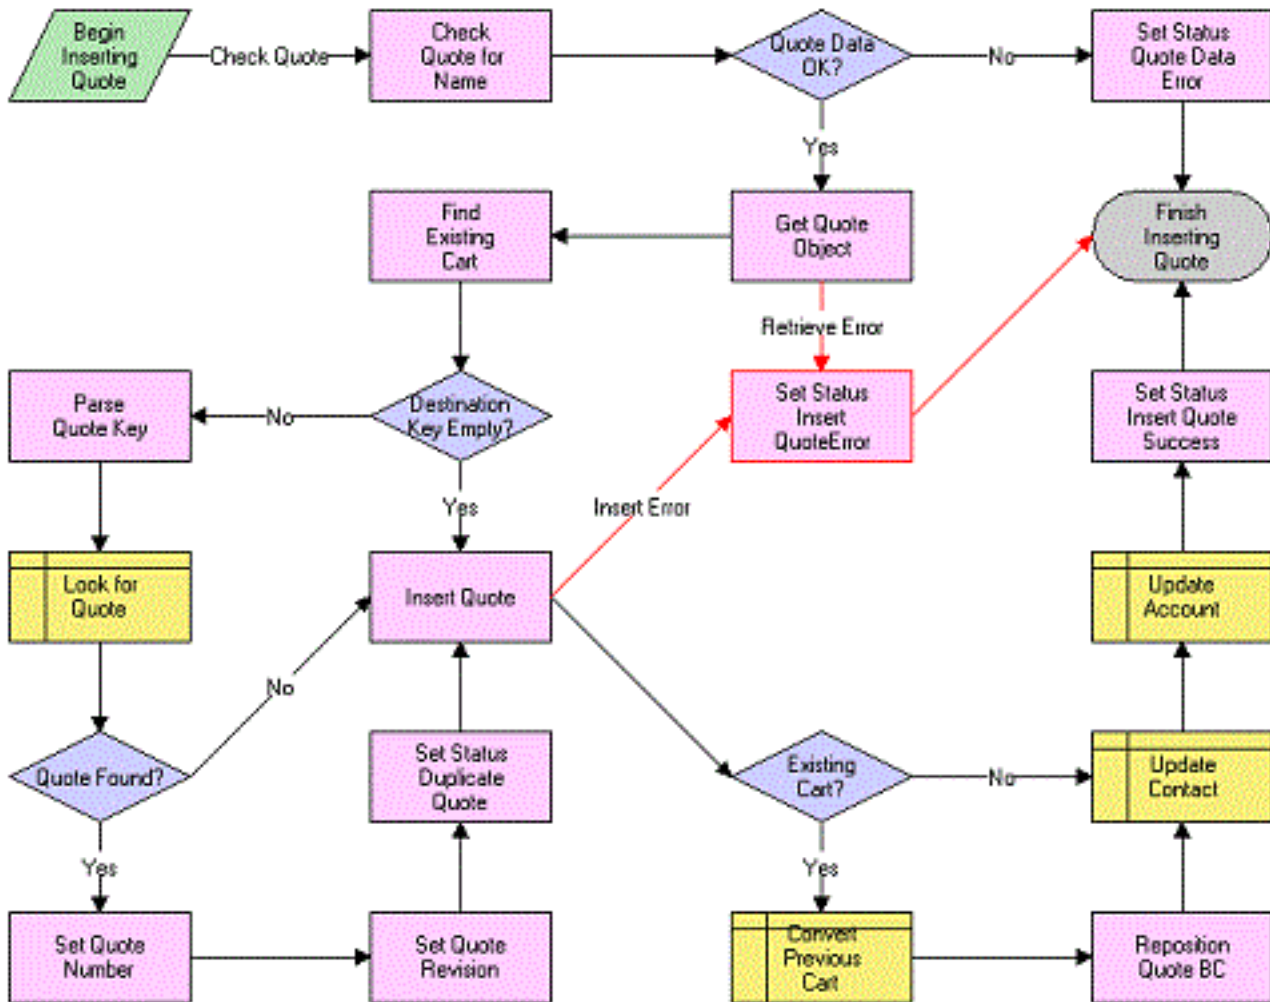 Begin
Inserting
Quote
Check Quote
Check
Quote for
Name
Quote Data
OK?
No
Set Status
Quote Data
Error
Yes
Find
Existing
Cart
Get Quote
Object
Finish
Inserting
Quote
Retrieve Error
Parse
Quote Key
No
Destination
Key Empty?
Set Status
Insert
QuoteError
Set Status
Insert Quote
Success
Yes
Insert Error
Look for
Quote
Insert Quote
Update
Account
No
Quote Found?
Set Status
Duplicate
Quote
Existing
Cart?
No
Update
Contact
Yes
Yes
Set Quote
Number
Set Quote
Revision
Convert
Previous
Cart
Reposition
Quote BC